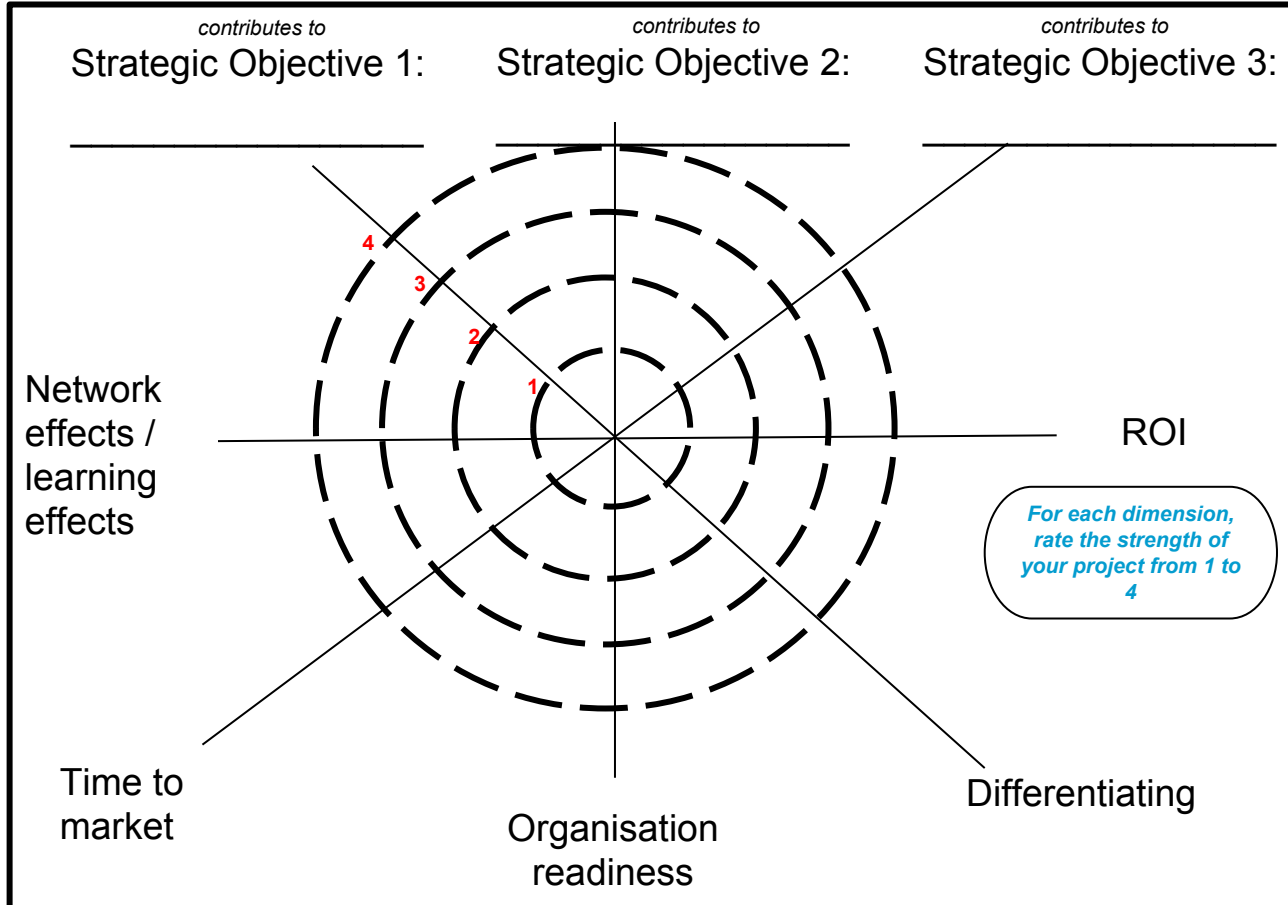 contributes to
contributes to
contributes to
Strategic Objective 1:
Strategic Objective 2:
Strategic Objective 3:
4
3
2
1
Network
effects /
learning
effects
ROI
For each dimension,
rate the strength of
your project from 1 to
4
Time to
market
Organisation
readiness
Differentiating